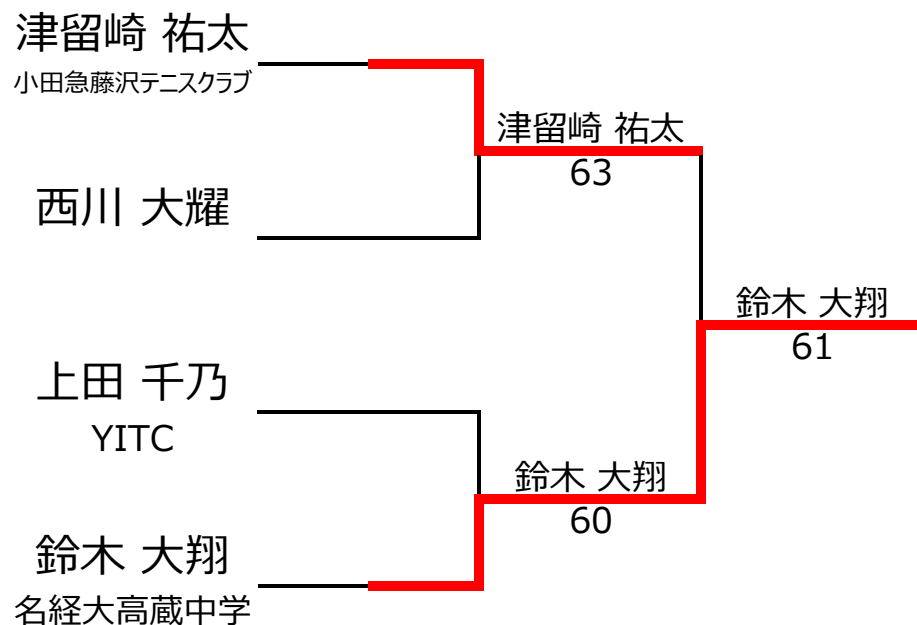 津留崎 祐太
小田急藤沢テニスクラブ
津留崎 祐太
63
西川 大耀
鈴木 大翔
61
上田 千乃
YITC
鈴木 大翔
60
鈴木 大翔
名経大高蔵中学